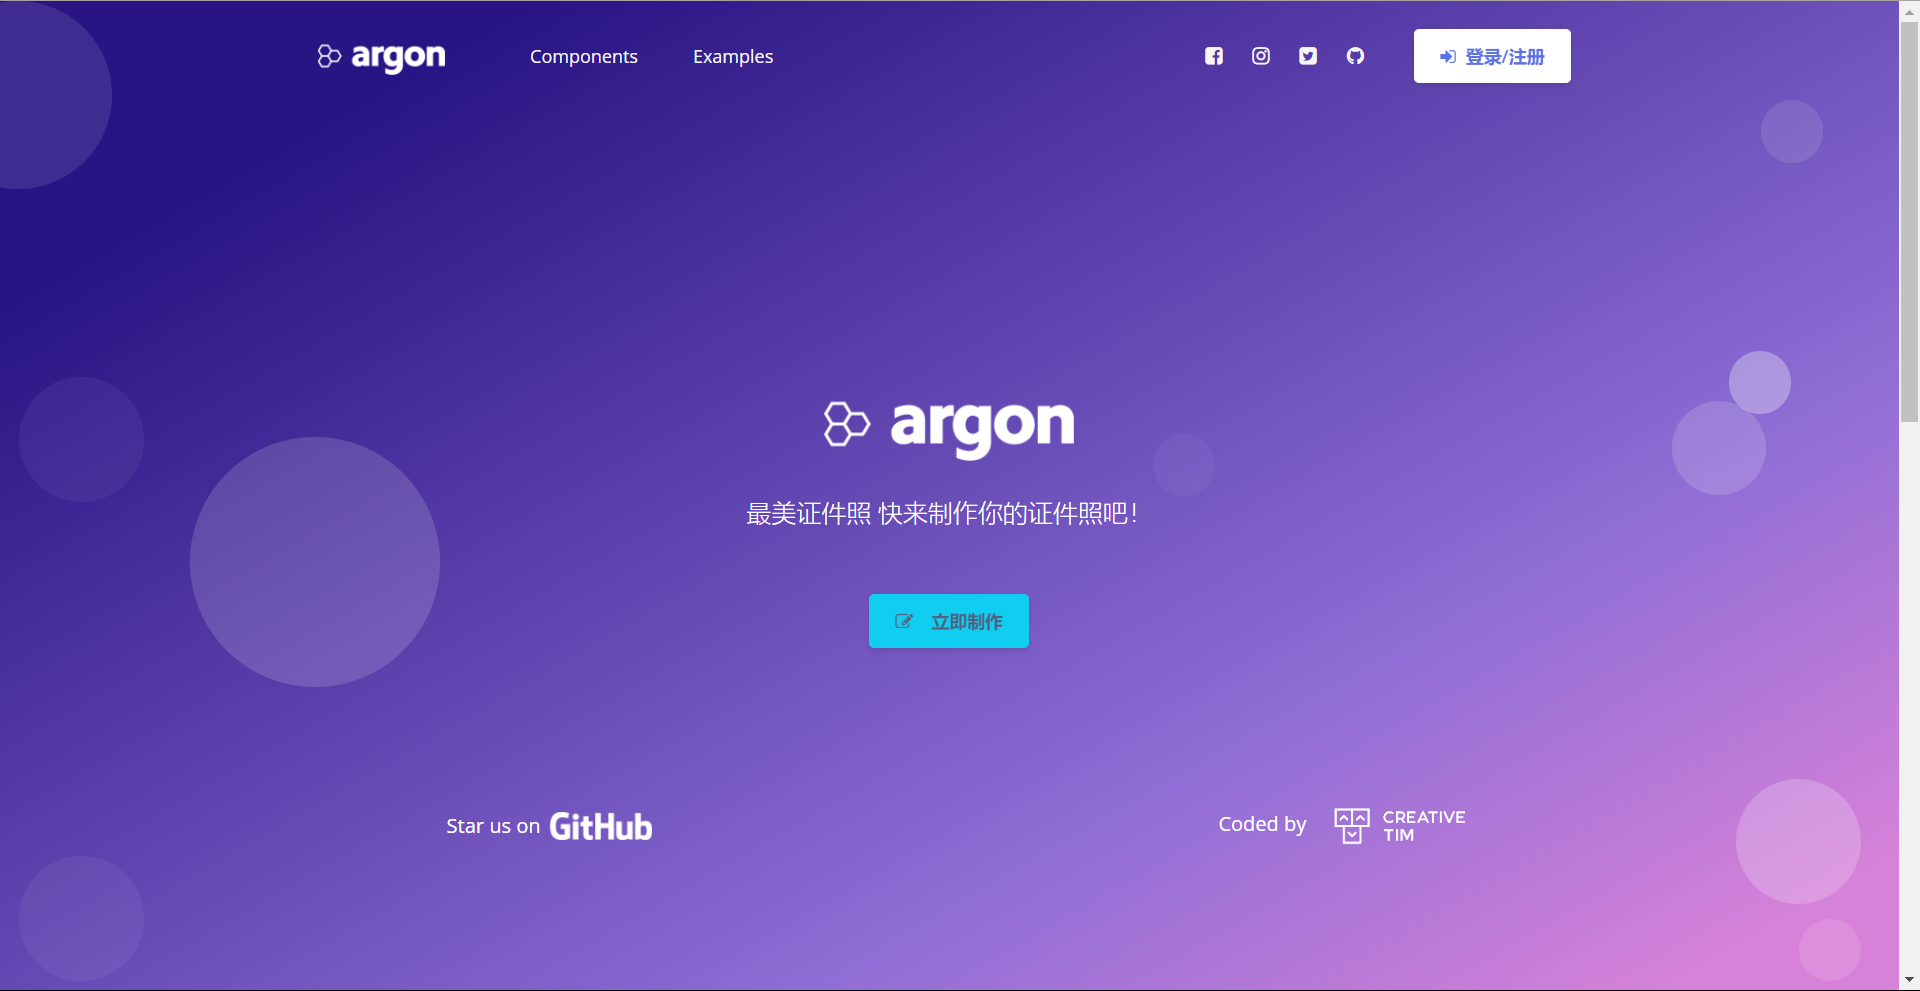 argon
Components
Examples
登录/注册
argon
最美证件照 快来制作你的证件照吧！
立即制作
Star us on GitHub
Coded by CREATIVE
TIM